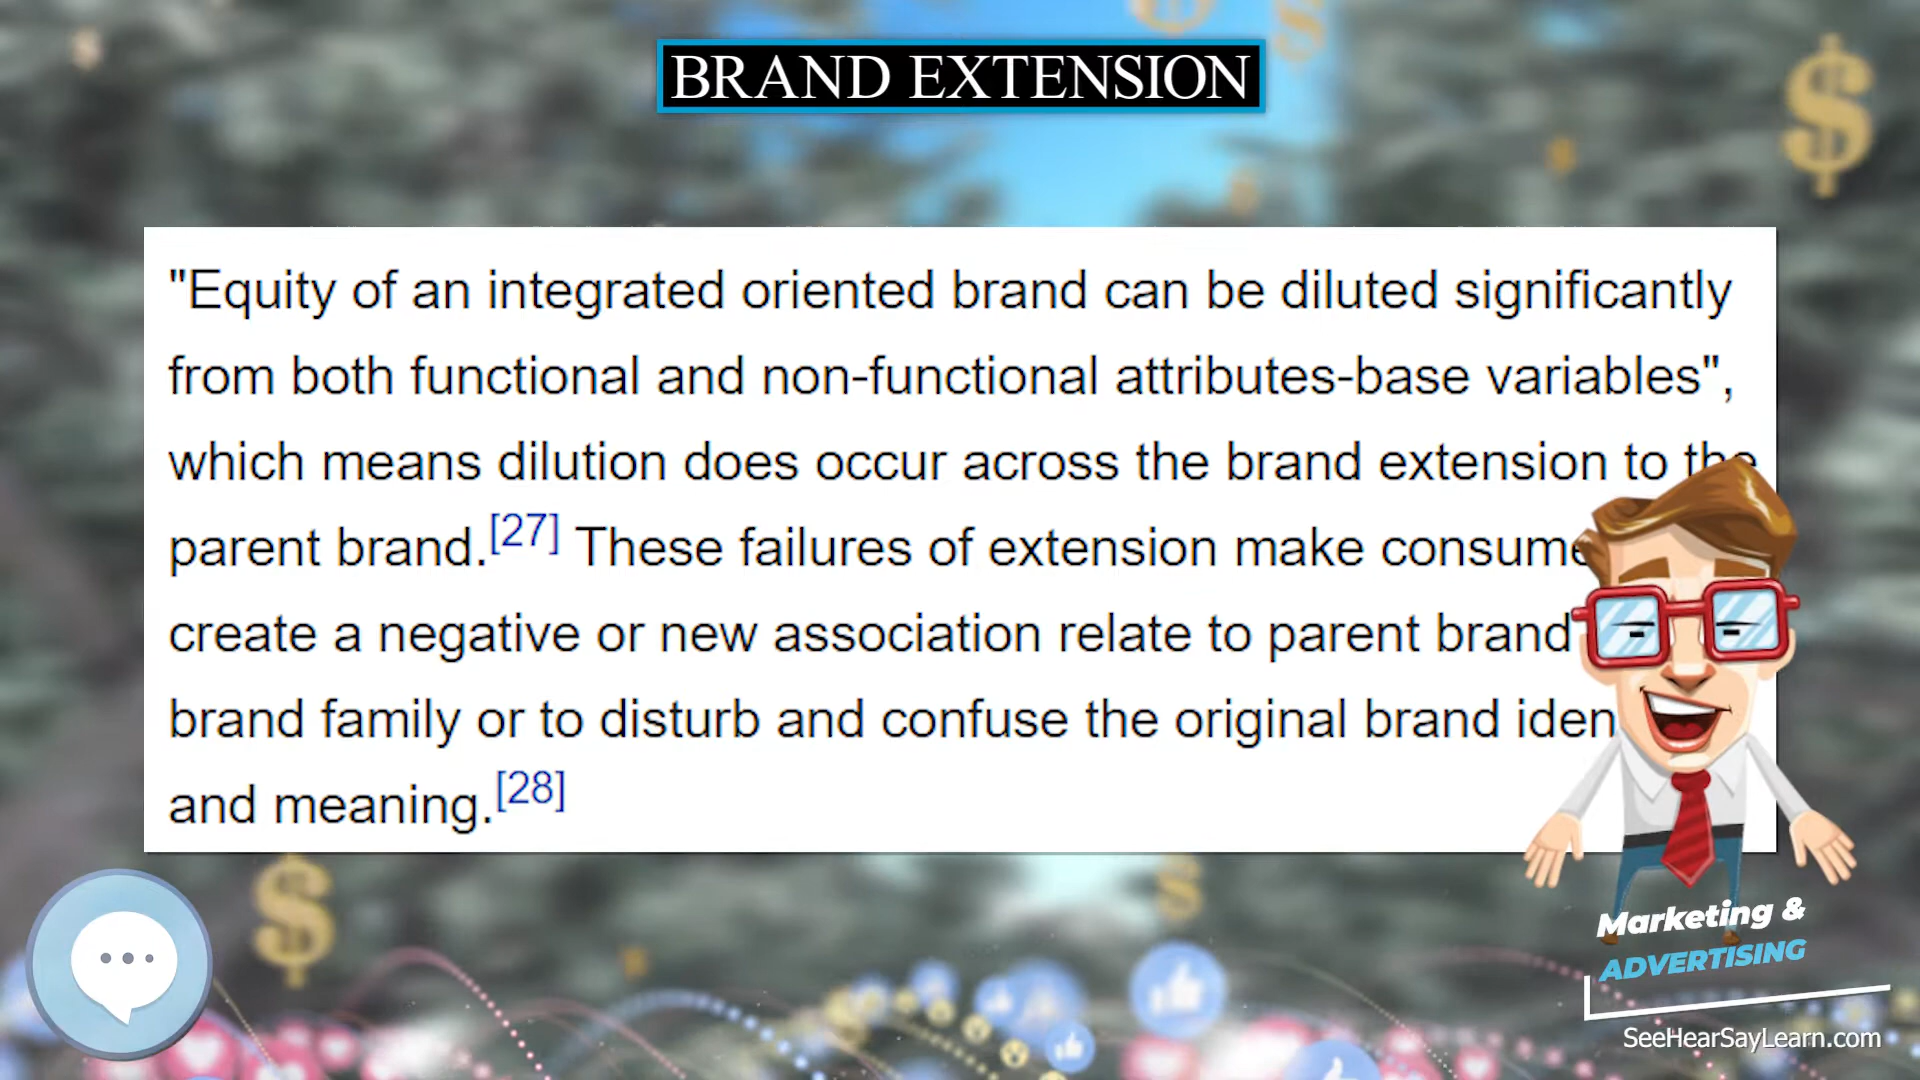 BRAND EXTENSION
"Equity of an integrated oriented brand can be diluted significantly
from both functional and non-functional attributes-base variables",
which means dilution does occur across the brand extension to the
parent brand.[27] These failures of extension make
create a negative or new association relate to parent brand
brand family or to disturb and confuse the original brand
and meaning.[28]
Marketing &
ADVERTISING
SeeHearSayLearn.com